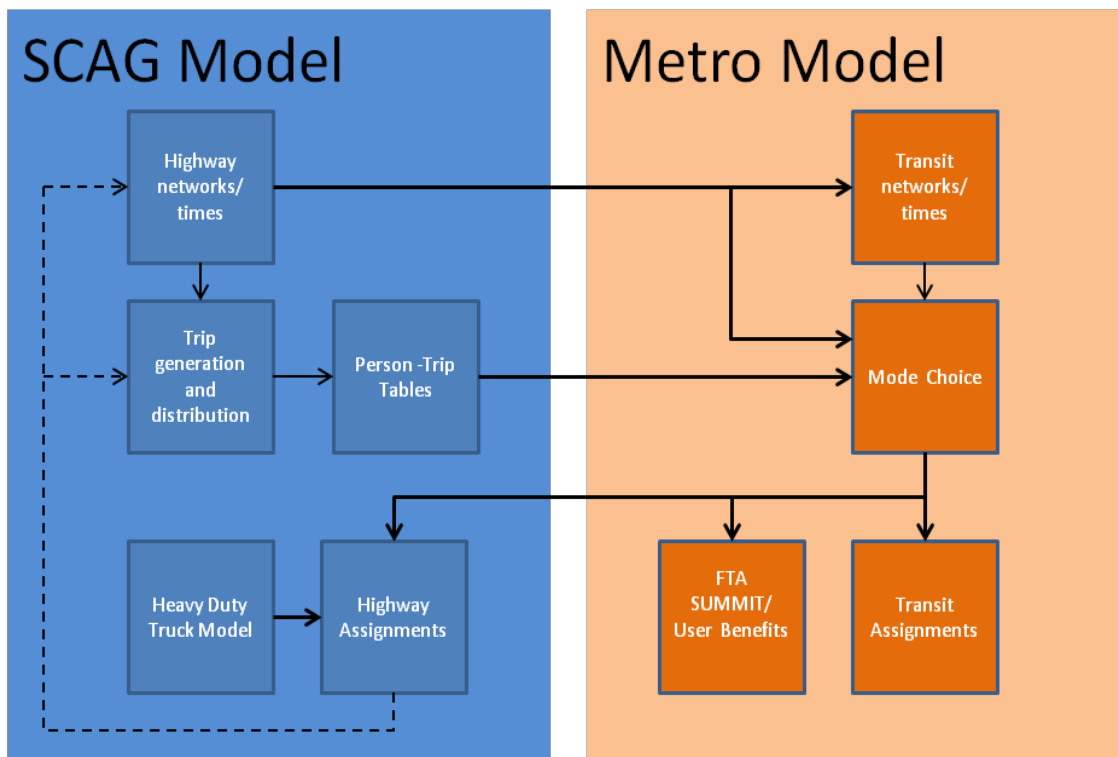 SCAG Model
Metro Model
Highway
networks/
times
Transit
networks/
times
Trip
generation
and
distribution
Person -Trip
Tables
Mode Choice
Heavy Duty
Truck Model
Highway
Assignments
FTA
SUMMIT/
User Benefits
Transit
Assignments